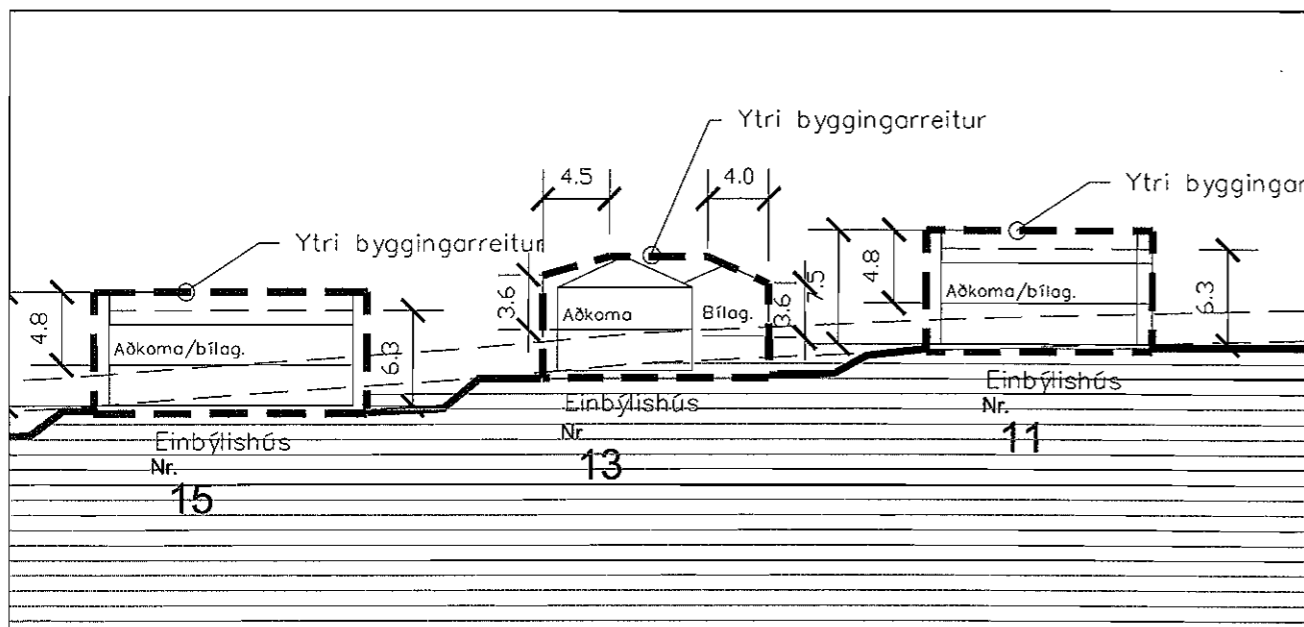 Ytri byggingarreitur
4.5
4.0
Ytri byggingar
Ytri byggingarreitur
4.8
Aðkoma/bílag.
6.3
3.6
Aðkoma
Bílag.
3.6
7.5
4.8
Aðkoma/bílag.
6.3
Einbýlishús
Nr.
15
Einbýlishús
Nr
13
Einbýlishús
Nr.
11